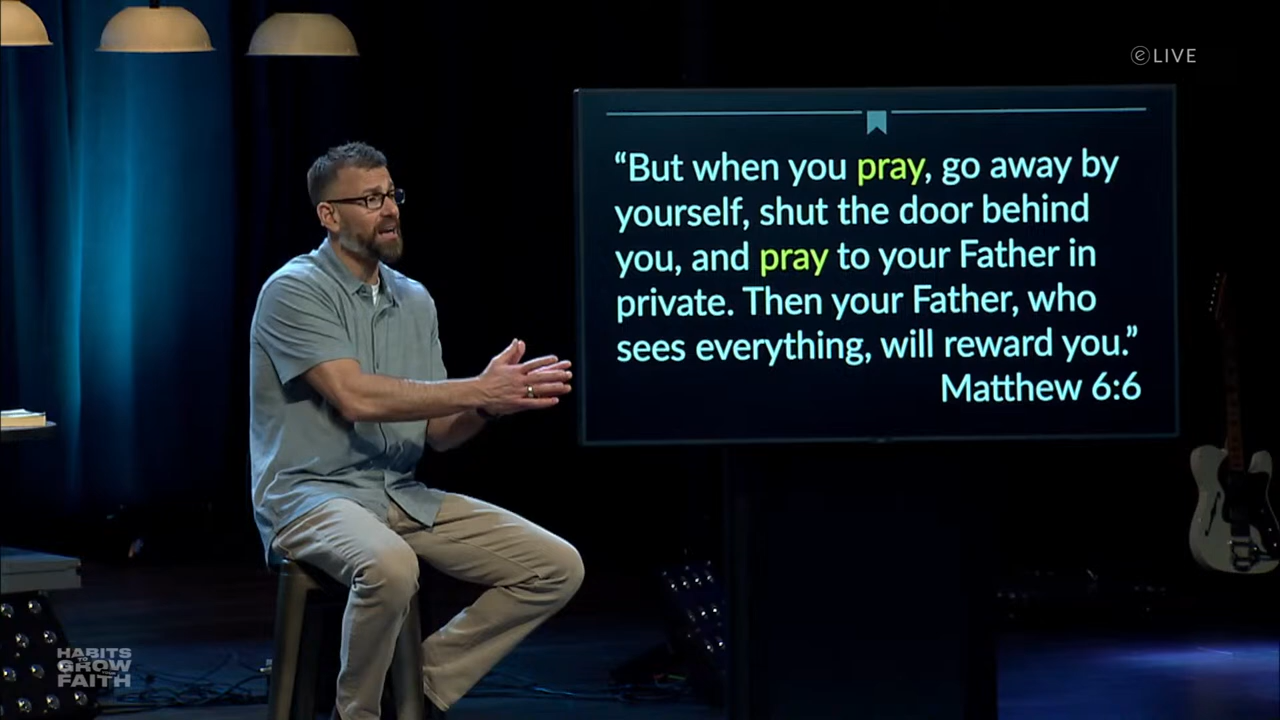 ⓔ LIVE
“But when you pray, go away by
yourself, shut the door behind
you, and pray to your Father in
private. Then your Father, who
sees everything, will reward you.”
Matthew 6:6
HABITS
TO
GROW
FAITH